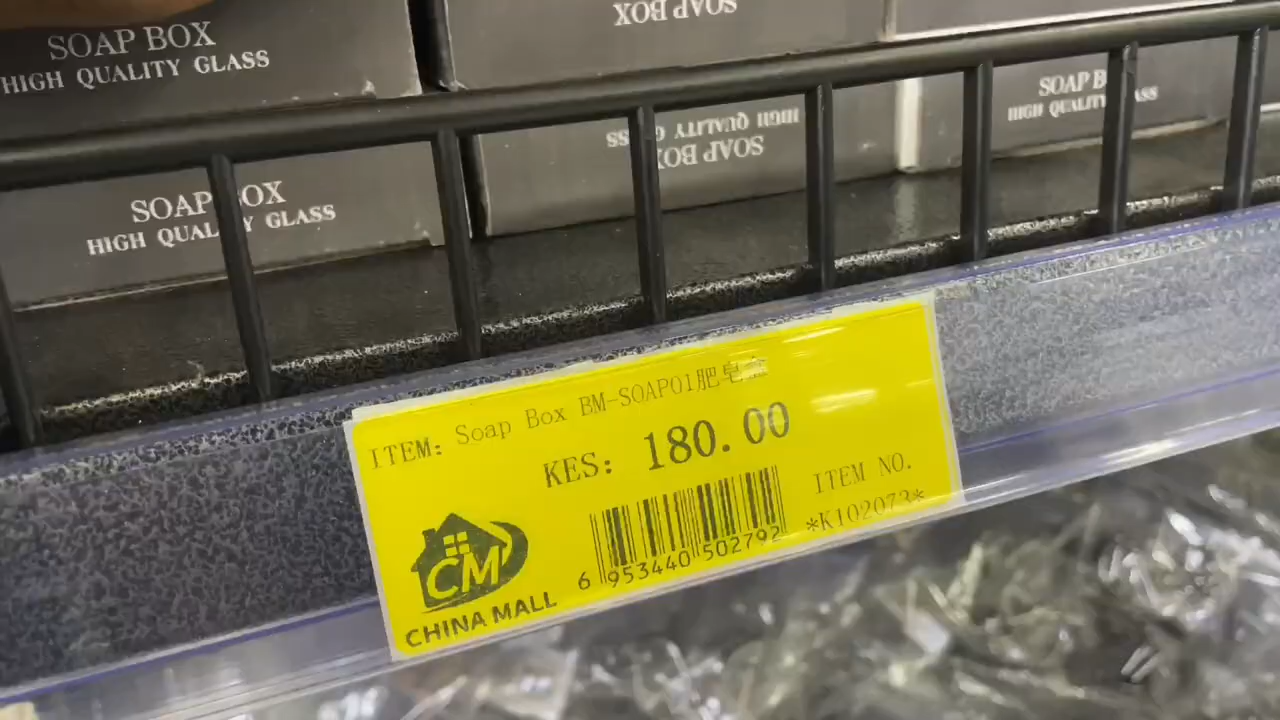 SOAP BOX
HIGH QUALITY GLASS
SOAP BOX
SOAP BOX
HIGH QUALITY GLASS
HIGH QUALITY GLASS
SOAP BOX
SOAP B
HIGH QUALITY GLASS
ITEM: Soap Box BM-SOAP01肥皂盒
KES: 180.00
ITEM NO.
*K102073*
6 953440 502792
CM
CHINA MALL